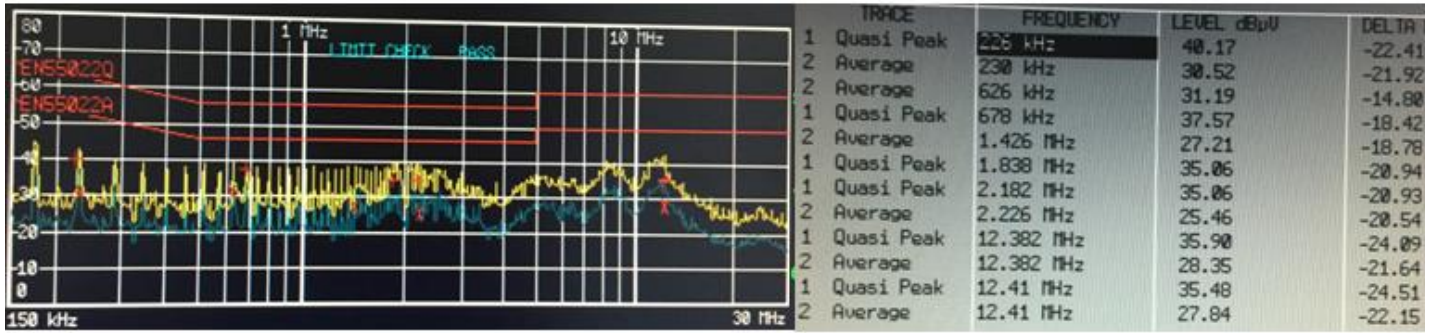 80
1 MHz
10 MHz
70
LIMIT CHECK PASS
EN55022Q
60
EN55022A
50
40
30
20
10
0
150 kHz
30 MHz
TRACE FREQUENCY LEVEL dBµV DELTA
1 Quasi Peak 226 kHz 40.17 -22.41
2 Average 230 kHz 30.52 -21.92
2 Average 626 kHz 31.19 -14.80
1 Quasi Peak 678 kHz 37.57 -18.42
2 Average 1.426 MHz 27.21 -18.78
1 Quasi Peak 1.838 MHz 35.06 -20.94
1 Quasi Peak 2.182 MHz 35.06 -20.93
2 Average 2.226 MHz 25.46 -20.54
1 Quasi Peak 12.382 MHz 35.90 -24.09
2 Average 12.382 MHz 28.35 -21.64
1 Quasi Peak 12.41 MHz 35.48 -24.51
2 Average 12.41 MHz 27.84 -22.15